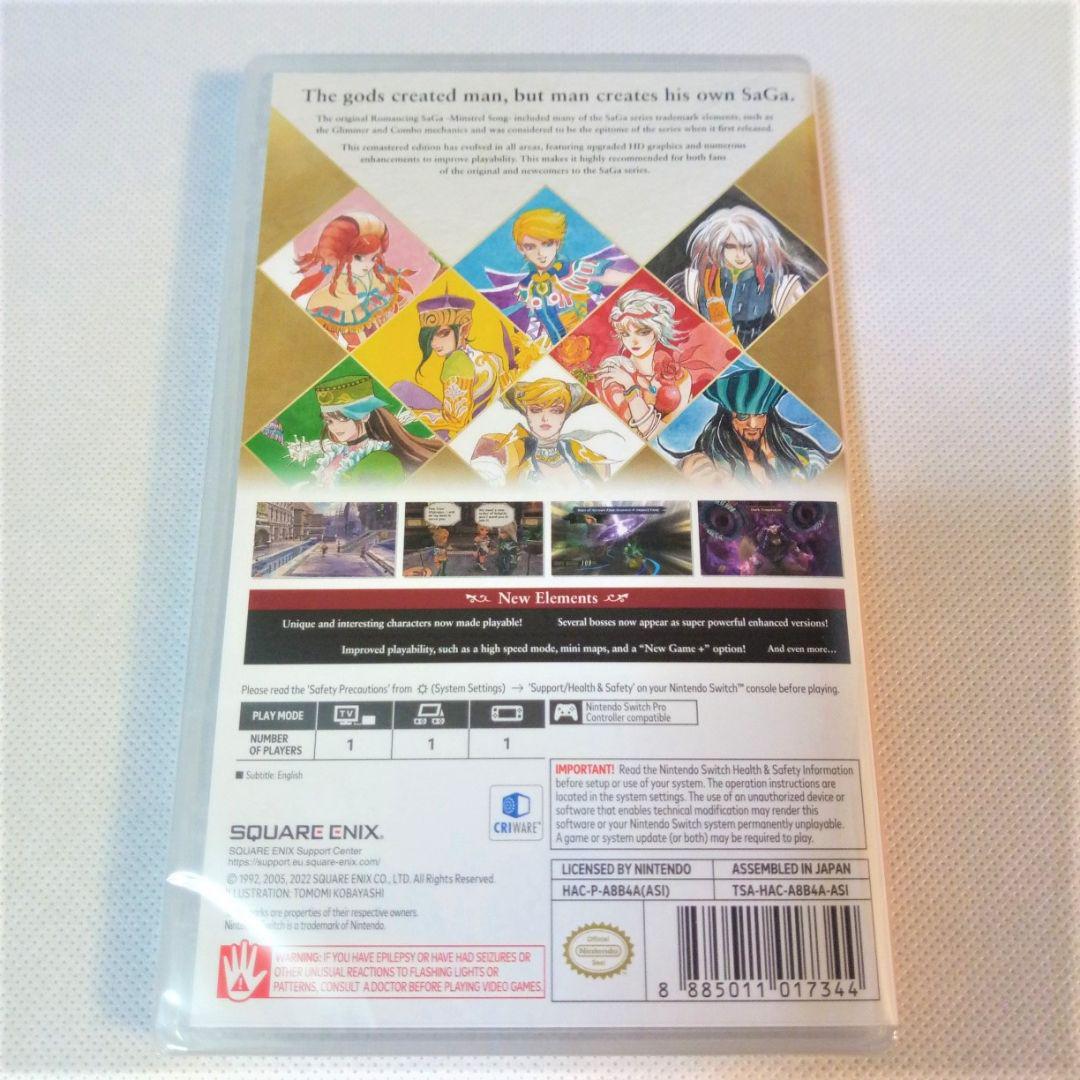 The gods created man, but man creates his own SaGa.
The original Romancing SaGa -Minstrel Song- included many of the SaGa series trademark elements, such as
the Glimmer and Combo mechanics and was considered to be the epitome of the series when it first released.
This remastered edition has evolved in all areas, featuring upgraded HD graphics and numerous
enhancements to improve playability. This makes it highly recommended for both fans
of the original and newcomers to the SaGa series.
Dark Temptation
New Elements
Unique and interesting characters now made playable! Several bosses now appear as super powerful enhanced versions!
Improved playability, such as a high speed mode, mini maps, and a “New Game +” option! And even more...
Please read the 'Safety Precautions' from (System Settings) → 'Support/Health & Safety' on your Nintendo Switch™ console before playing.
PLAY MODE TV
Nintendo Switch Pro
Controller compatible
NUMBER
OF PLAYERS 1 1 1
■ Subtitle: English
IMPORTANT! Read the Nintendo Switch Health & Safety Information
before setup or use of your system. The operation instructions are
located in the system settings. The use of an unauthorized device or
software that enables technical modification may render this
software or your Nintendo Switch system permanently unplayable.
A game or system update (or both) may be required to play.
CRIWARE™
SQUARE ENIX.
SQUARE ENIX Support Center
https://support.eu.square-enix.com/
© 1992, 2005, 2022 SQUARE ENIX CO., LTD. All Rights Reserved.
ILLUSTRATION: TOMOMI KOBAYASHI
are properties of their respective owners.
is a trademark of Nintendo.
LICENSED BY NINTENDO ASSEMBLED IN JAPAN
HAC-P-A8B4A(ASI) TSA-HAC-A8B4A-ASI
WARNING: IF YOU HAVE EPILEPSY OR HAVE HAD SEIZURES OR
OTHER UNUSUAL REACTIONS TO FLASHING LIGHTS OR
PATTERNS, CONSULT A DOCTOR BEFORE PLAYING VIDEO GAMES.
Official
Nintendo
Seal
8 885011 017344